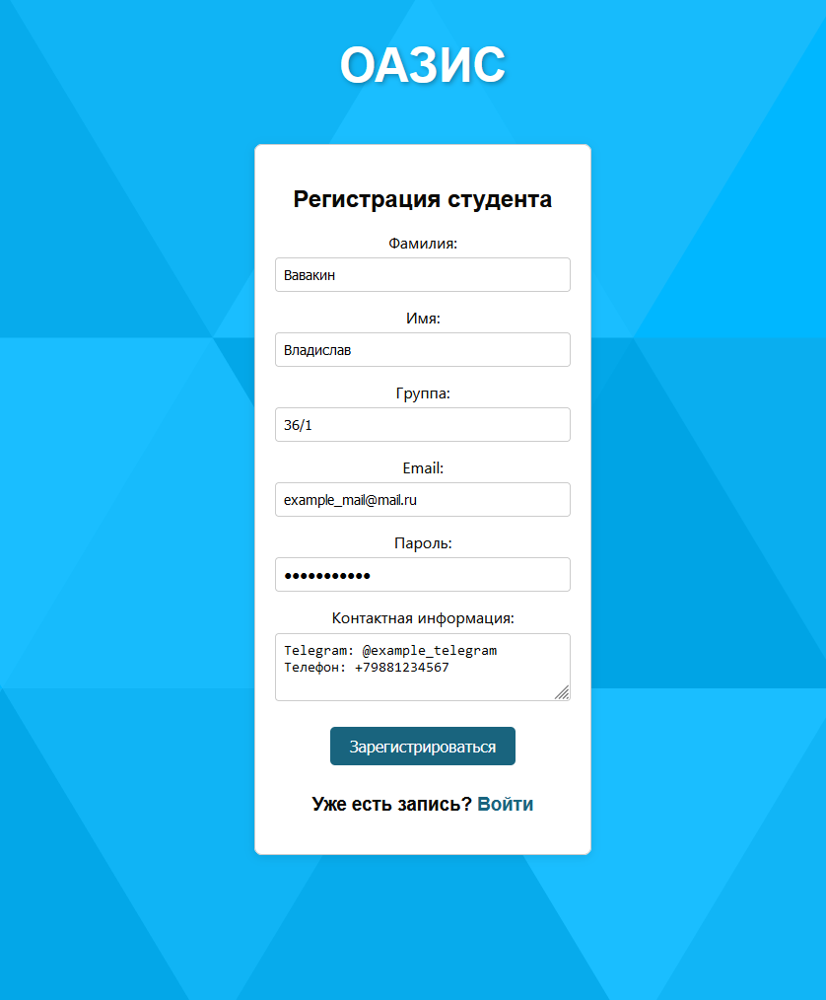 ОАЗИС
Регистрация студента
Фамилия:
Вавакин
Имя:
Владислав
Группа:
36/1
Email:
example_mail@mail.ru
Пароль:
•••••••••••
Контактная информация:
Telegram: @example_telegram
Телефон: +79881234567
Зарегистрироваться
Уже есть запись? Войти